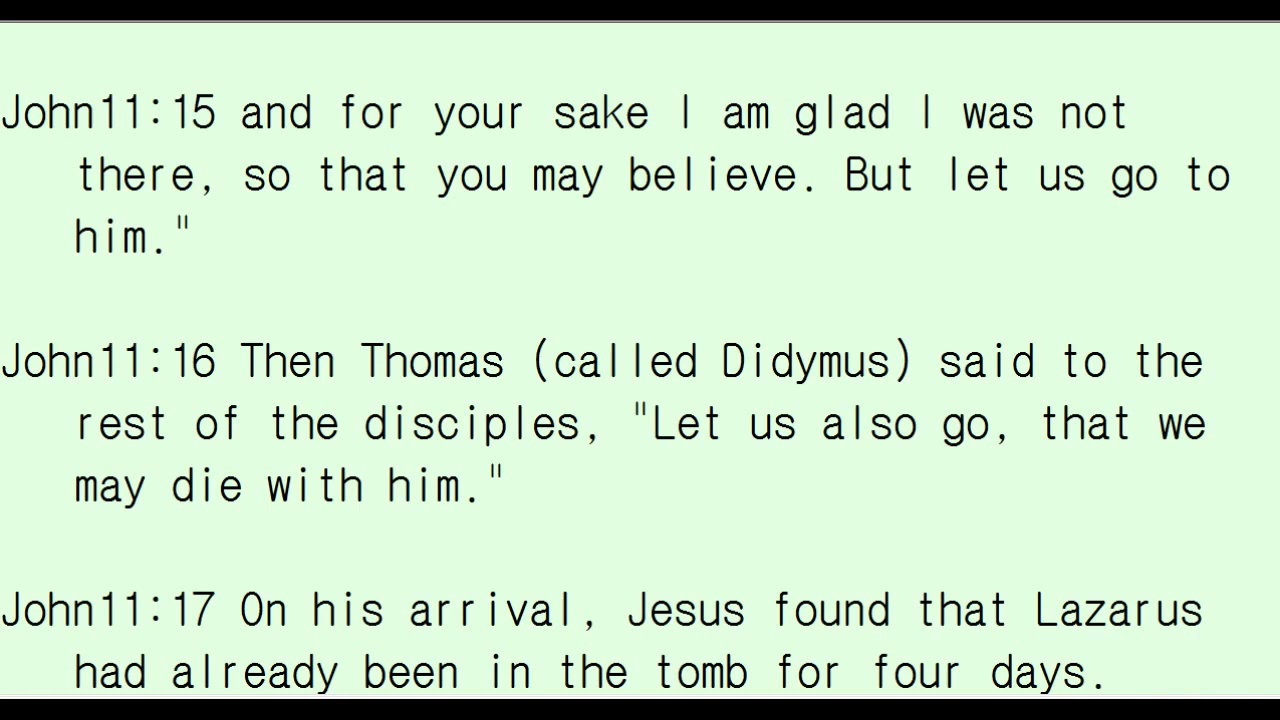 John11:15 and for your sake I am glad I was not
there, so that you may believe. But let us go to
him."
John11:16 Then Thomas (called Didymus) said to the
rest of the disciples, "Let us also go, that we
may die with him."
John11:17 On his arrival, Jesus found that Lazarus
had already been in the tomb for four days.